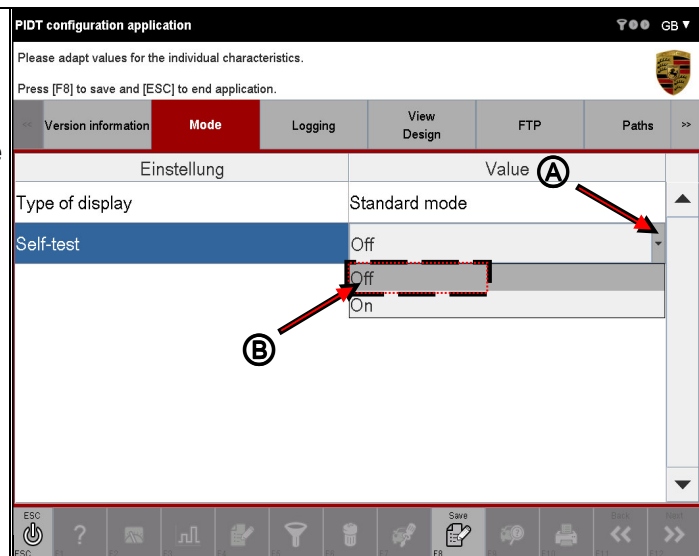 PIDT configuration application
GB
Please adapt values for the individual characteristics.
Press [F8] to save and [ESC] to end application.
<< Version information Mode Logging View Design FTP Paths >>
Einstellung Value A
Type of display Standard mode
Self-test Off
Off
On
B
ESC Save Back Next
ESC ? F8